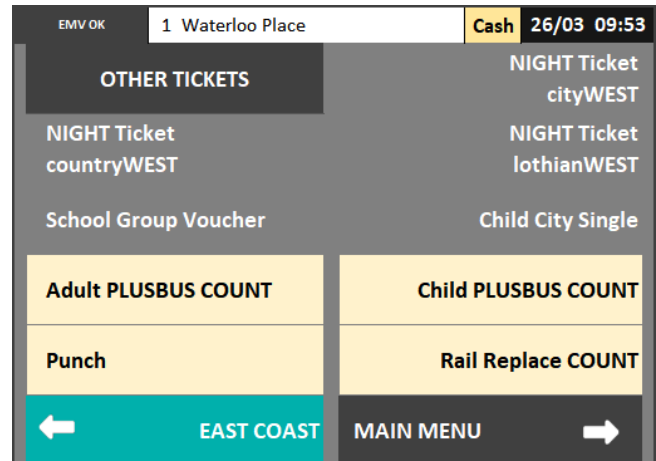 EMV OK 1 Waterloo Place Cash 26/03 09:53
OTHER TICKETS
NIGHT Ticket
cityWEST
NIGHT Ticket
countryWEST
NIGHT Ticket
lothianWEST
School Group Voucher
Child City Single
Adult PLUSBUS COUNT
Child PLUSBUS COUNT
Punch
Rail Replace COUNT
EAST COAST
MAIN MENU